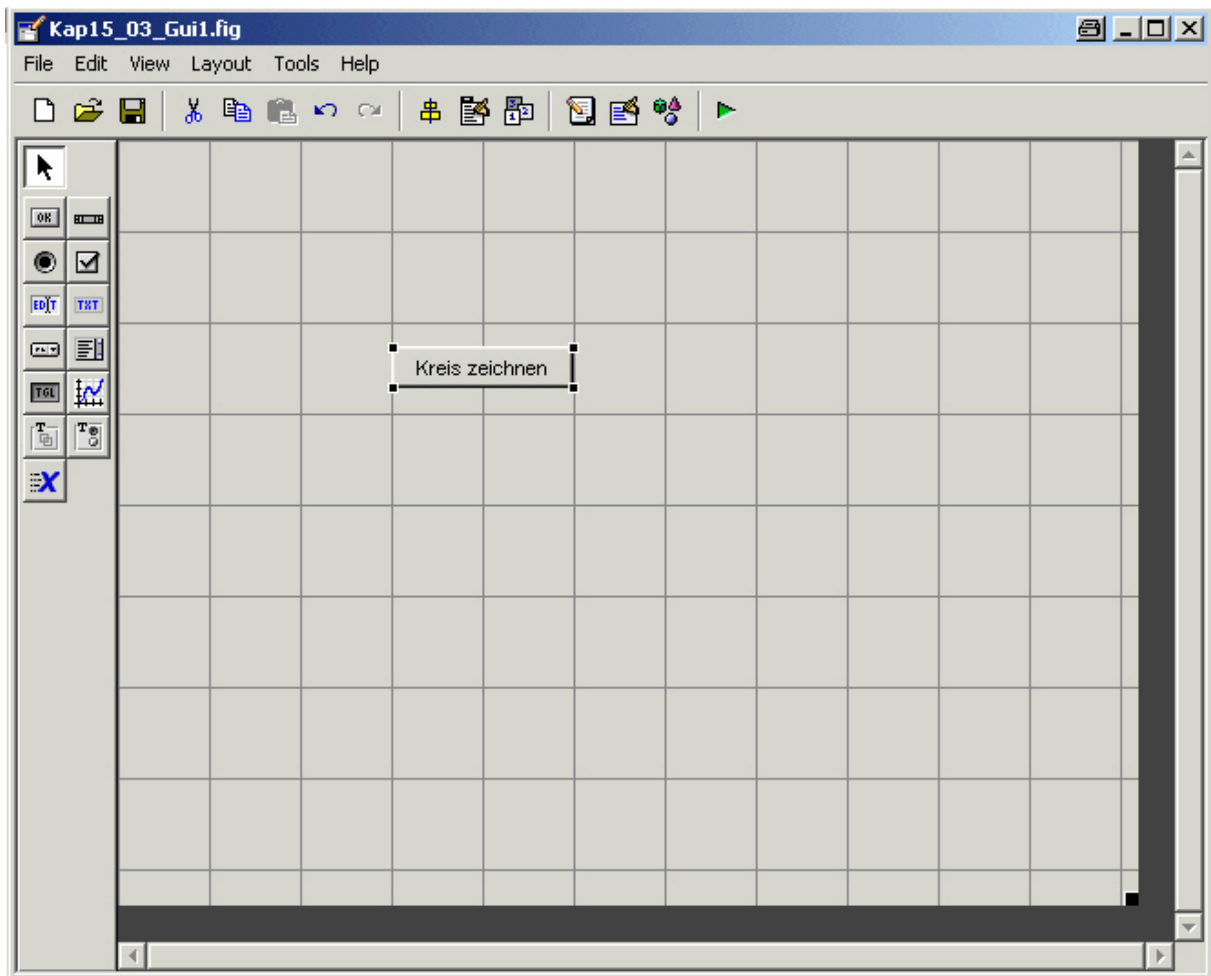 Kap15_03_Gui1.fig
File Edit View Layout Tools Help
OK
EDIT TXT
TGL
T T
X
Kreis zeichnen